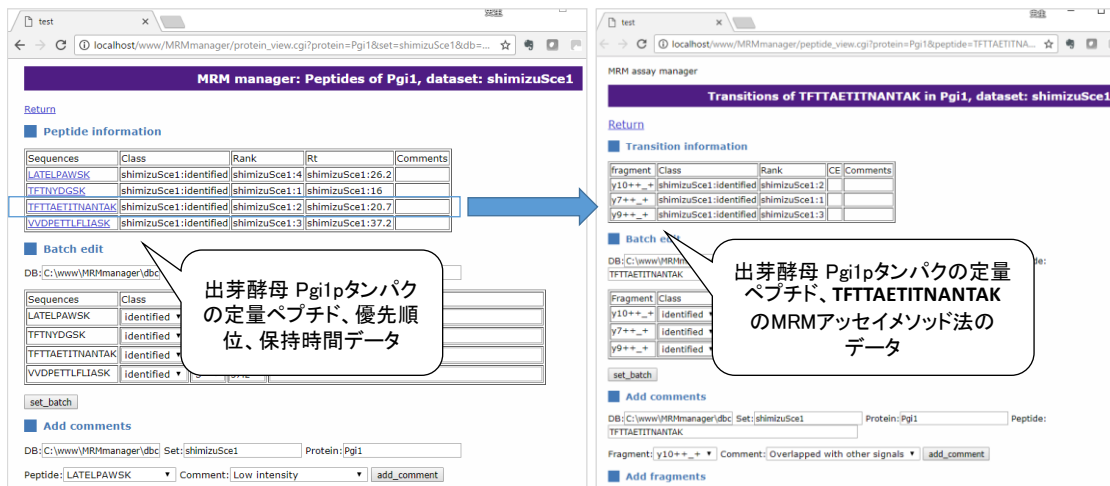 test
localhost/www/MRMmanager/protein_view.cgi?protein=Pgi1&set=shimizuSce1&db=...
MRM manager: Peptides of Pgi1, dataset: shimizuSce1
Return
Peptide information
Sequences Class Rank Rt Comments
LATELPAWSK shimizuSce1:identified shimizuSce1:4 shimizuSce1:26.2
TFTNYDGSK shimizuSce1:identified shimizuSce1:1 shimizuSce1:16
TFTTAETITNANTAK shimizuSce1:identified shimizuSce1:2 shimizuSce1:20.7
VVDPETTLFLIASK shimizuSce1:identified shimizuSce1:3 shimizuSce1:37.2
Batch edit
DB: C:\www\MRMmanager\dbc
Sequences Class
LATELPAWSK identified
TFTNYDGSK identified
TFTTAETITNANTAK identified
VVDPETTLFLIASK identified
出芽酵母 Pgi1pタンパク
の定量ペプチド、優先順
位、保持時間データ
set_batch
Add comments
DB: C:\www\MRMmanager\dbc Set: shimizuSce1 Protein: Pgi1
Peptide: LATELPAWSK Comment: Low intensity add_comment
test
localhost/www/MRMmanager/peptide_view.cgi?protein=Pgi1&peptide=TFTTAETITNA...
MRM assay manager
Transitions of TFTTAETITNANTAK in Pgi1, dataset: shimizuSce1
Return
Transition information
fragment Class Rank CE Comments
y10++_+ shimizuSce1:identified shimizuSce1:2
y7++_+ shimizuSce1:identified shimizuSce1:1
y9++_+ shimizuSce1:identified shimizuSce1:3
Batch edit
DB: C:\www\MRMm
TFTTAETITNANTAK
Fragment Class
y10++_+ identified
y7++_+ identified
y9++_+ identified
出芽酵母 Pgi1pタンパクの定量
ペプチド、TFTTAETITNANTAK
のMRMアッセイメソッド法の
データ
set_batch
Add comments
DB: C:\www\MRMmanager\dbc Set: shimizuSce1 Protein: Pgi1 Peptide:
TFTTAETITNANTAK
Fragment: y10++_+ Comment: Overlapped with other signals add_comment
Add fragments